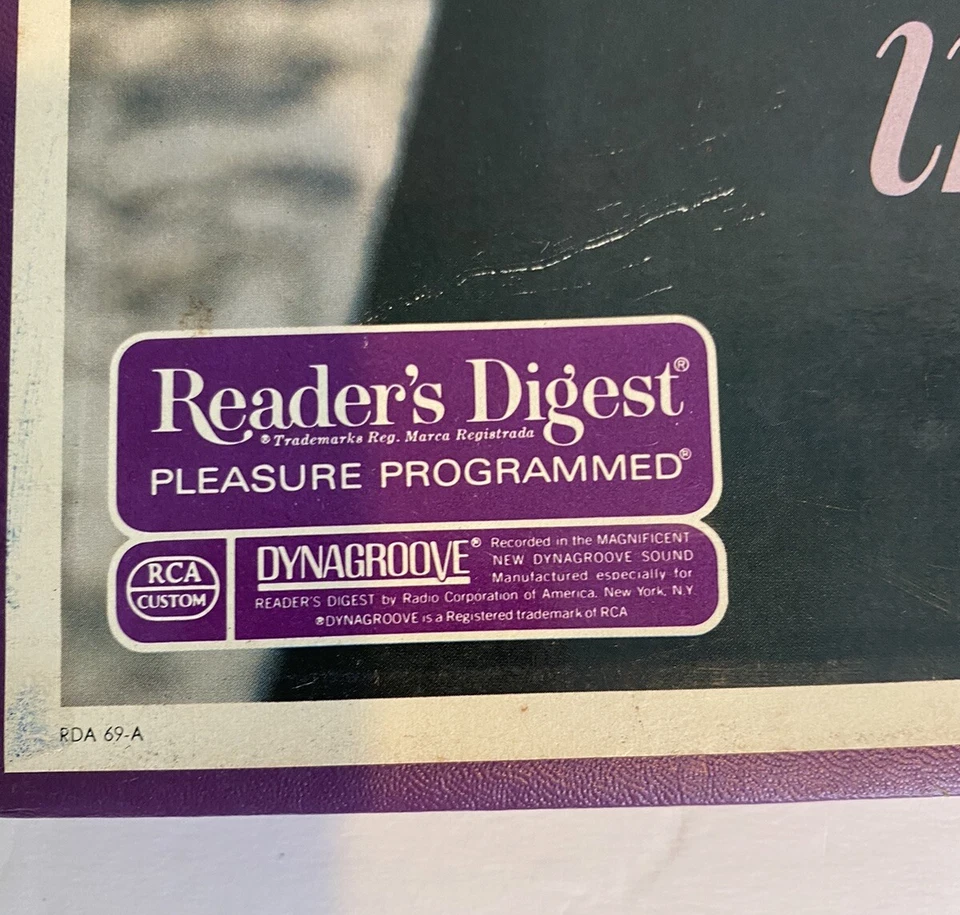 Reader's Digest®
®Trademarks Reg. Marca Registrada
PLEASURE PROGRAMMED®
RCA
CUSTOM
DYNAGROOVE®
Recorded in the MAGNIFICENT
NEW DYNAGROOVE SOUND
Manufactured especially for
READER'S DIGEST by Radio Corporation of America, New York, N.Y.
®DYNAGROOVE is a Registered trademark of RCA
RDA 69-A